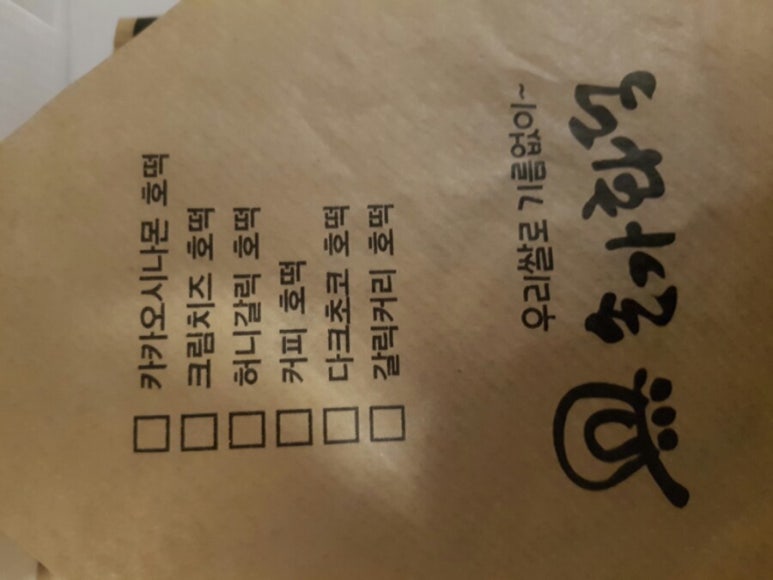 □ 카카오시나몬 호떡
□ 크림치즈 호떡
□ 허니갈릭 호떡
□ 커피 호떡
□ 다크초코 호떡
□ 갈릭커리 호떡
우리쌀로 기름없이~
손가화덕